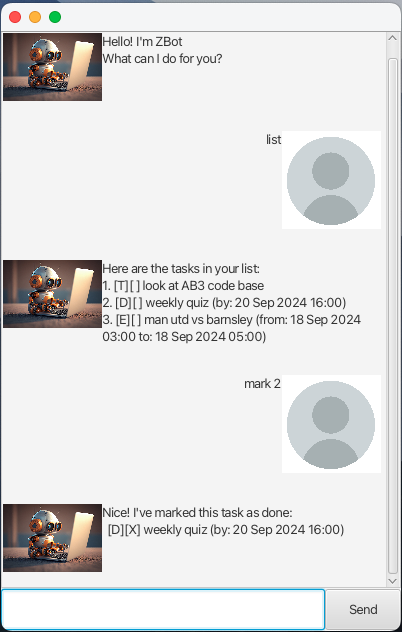 Hello! I'm ZBot
What can I do for you?
list
Here are the tasks in your list:
1. [T][ ] look at AB3 code base
2. [D][ ] weekly quiz (by: 20 Sep 2024 16:00)
3. [E][ ] man utd vs barnsley (from: 18 Sep 2024
03:00 to: 18 Sep 2024 05:00)
mark 2
Nice! I've marked this task as done:
[D][X] weekly quiz (by: 20 Sep 2024 16:00)
Send